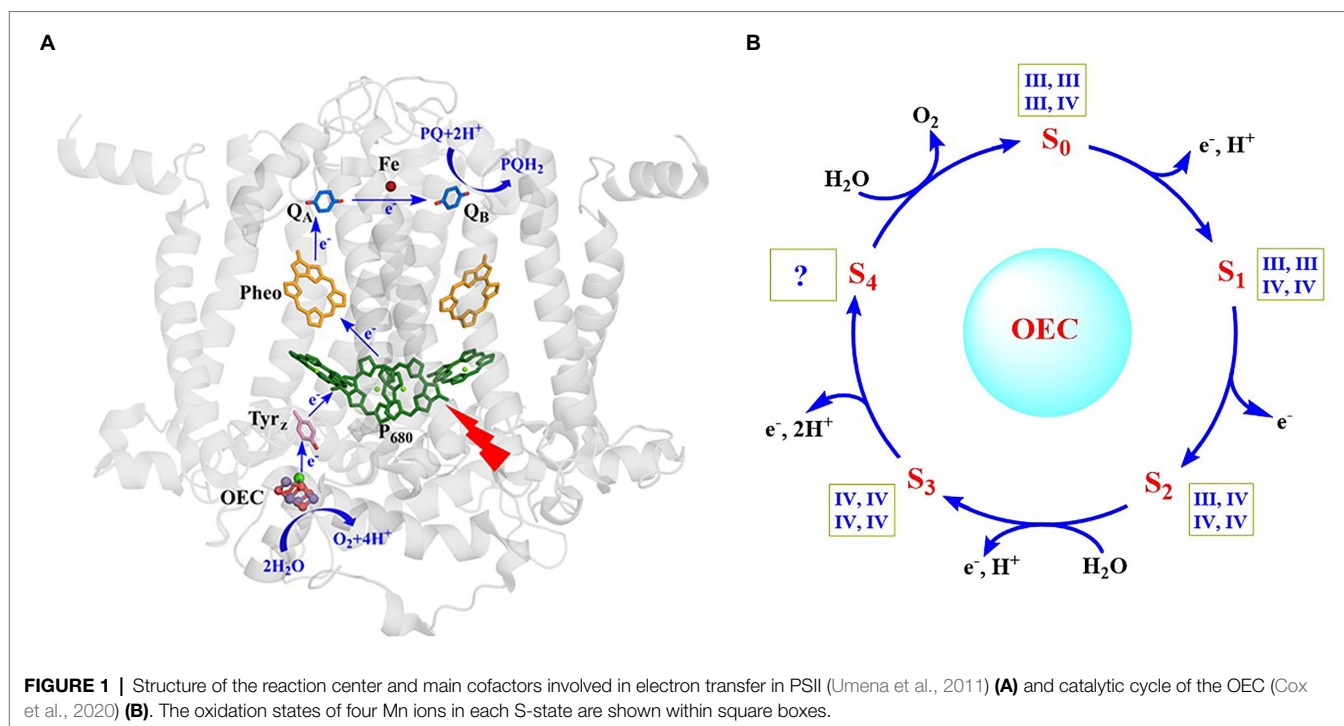 A
PQ+2H⁺
Fe
PQH₂
Q_A
e⁻
Q_B
e⁻
Pheo
e⁻
Tyr_z
e⁻
P₆₈₀
e⁻
OEC
O₂+4H⁺
2H₂O
B
III, III
III, IV
S₀
O₂
e⁻, H⁺
H₂O
?
S₄
S₁
III, III
IV, IV
OEC
e⁻, 2H⁺
e⁻
S₃
S₂
IV, IV
IV, IV
III, IV
IV, IV
e⁻, H⁺
H₂O
FIGURE 1 | Structure of the reaction center and main cofactors involved in electron transfer in PSII (Umena et al., 2011) (A) and catalytic cycle of the OEC (Cox
et al., 2020) (B). The oxidation states of four Mn ions in each S-state are shown within square boxes.